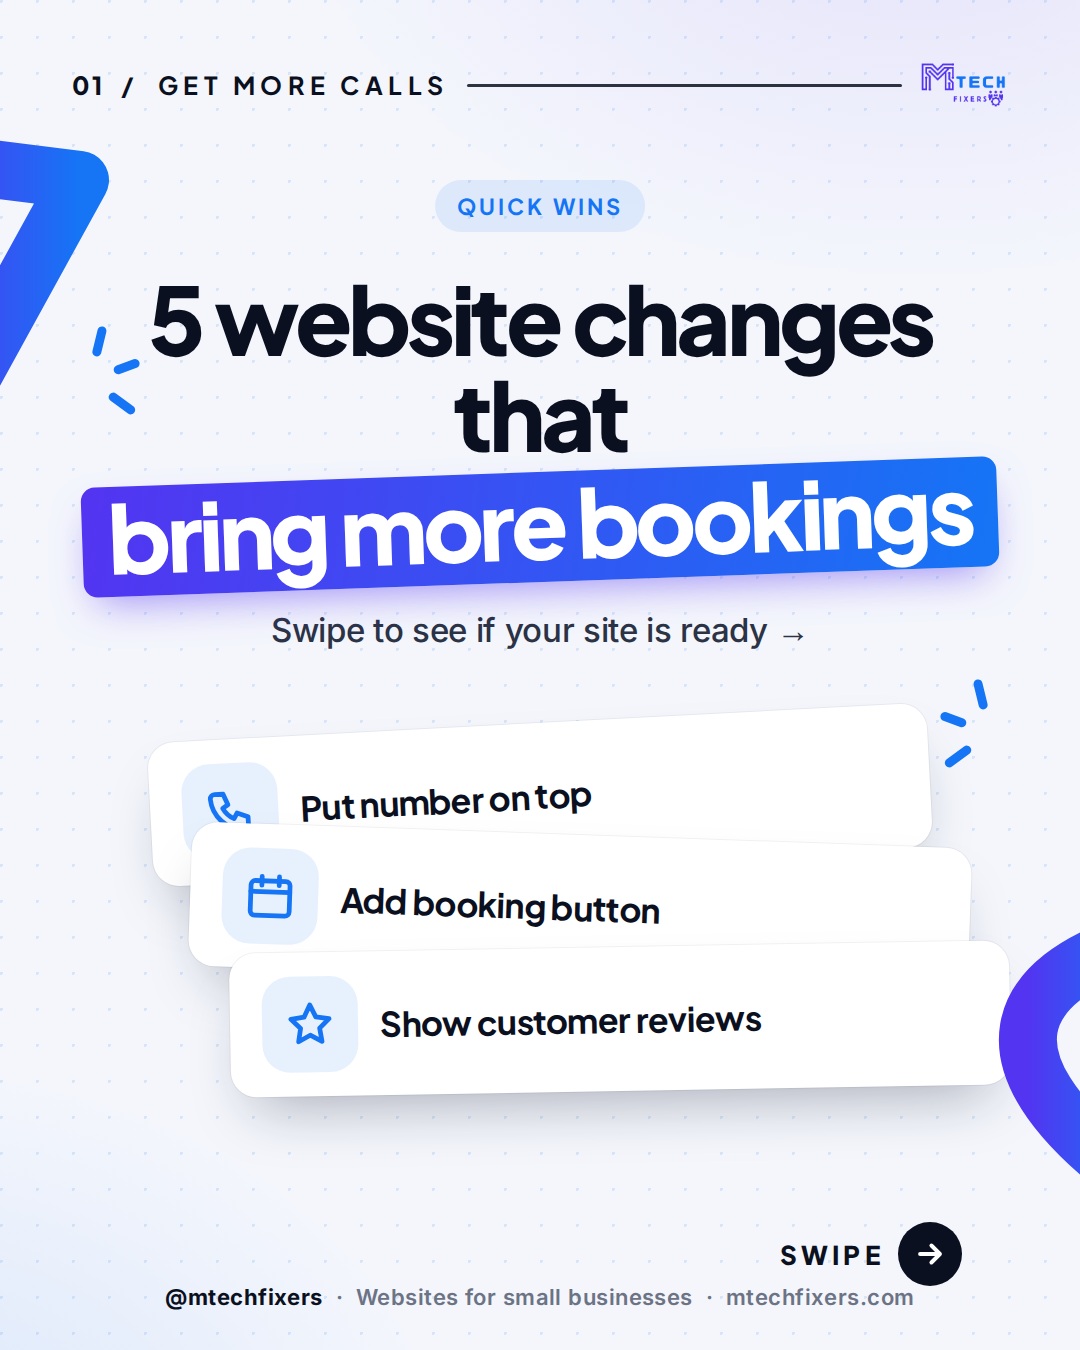 01 / GET MORE CALLS
MTECH
FIXERS
QUICK WINS
5 website changes
that
bring more bookings
Swipe to see if your site is ready →
Put number on top
Add booking button
Show customer reviews
SWIPE
@mtechfixers · Websites for small businesses · mtechfixers.com